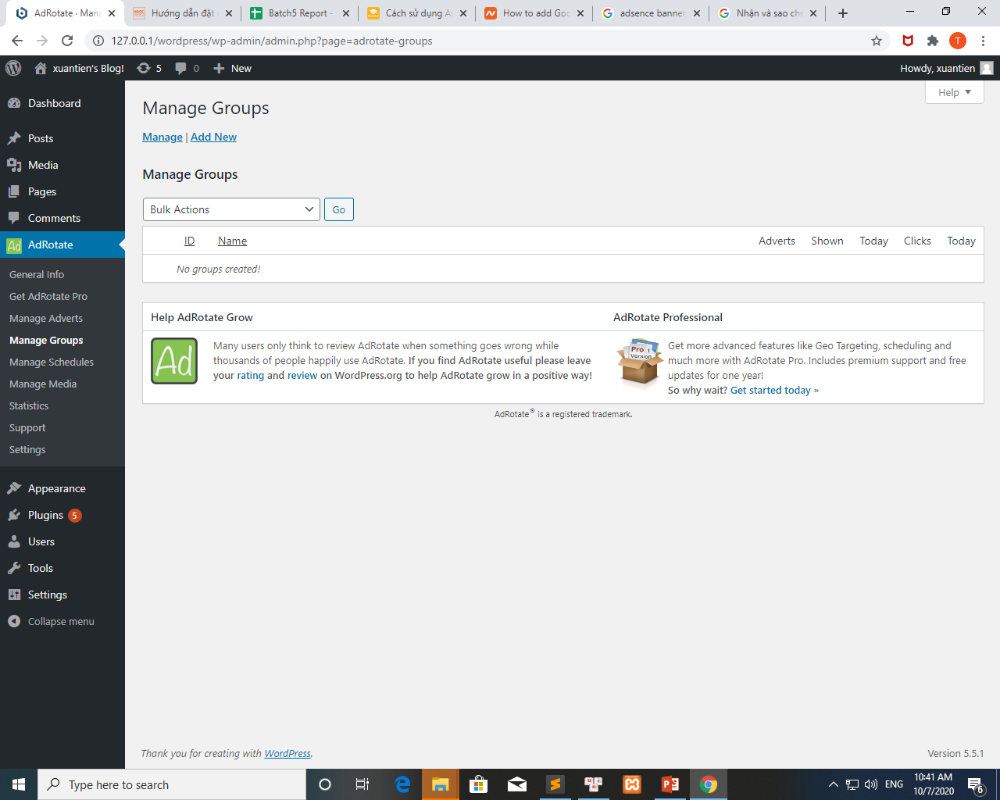 AdRotate · Mana
Hướng dẫn đặt
Batch5 Report -
Cách sử dụng A
How to add Goo
adsence banner
Nhận và sao ché
127.0.0.1/wordpress/wp-admin/admin.php?page=adrotate-groups
T
xuantien's Blog!
5
0
New
Howdy, xuantien
Dashboard
Posts
Media
Pages
Comments
AdRotate
General Info
Get AdRotate Pro
Manage Adverts
Manage Groups
Manage Schedules
Manage Media
Statistics
Support
Settings
Appearance
Plugins 5
Users
Tools
Settings
Collapse menu
Help
Manage Groups
Manage | Add New
Manage Groups
Bulk Actions
Go
ID Name Adverts Shown Today Clicks Today
No groups created!
Help AdRotate Grow
Ad
Many users only think to review AdRotate when something goes wrong while
thousands of people happily use AdRotate. If you find AdRotate useful please leave
your rating and review on WordPress.org to help AdRotate grow in a positive way!
AdRotate Professional
Pro
Version
Get more advanced features like Geo Targeting, scheduling and
much more with AdRotate Pro. Includes premium support and free
updates for one year!
So why wait? Get started today »
AdRotate® is a registered trademark.
Thank you for creating with WordPress.
Version 5.5.1
Type here to search
ENG
10:41 AM
10/7/2020
6